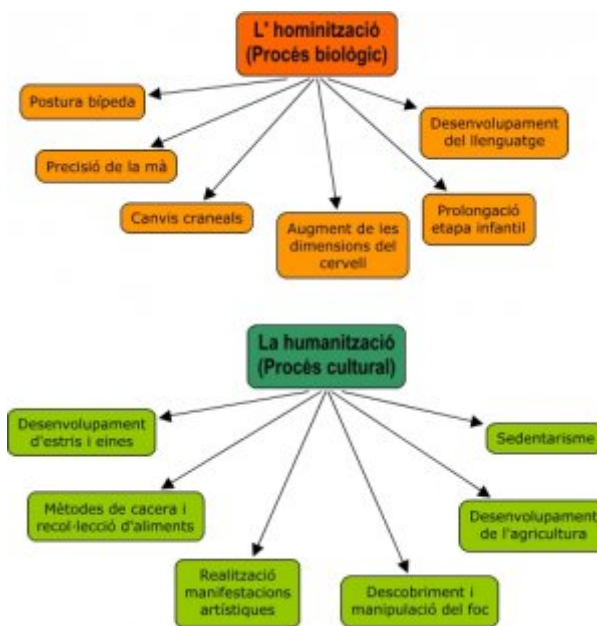 L' hominització
(Procès biològic)
Postura bípeda
Precisió de la mà
Canvis craneals
Augment de les
dimensions del
cervell
Prolongació
etapa infantil
Desenvolupament
del llenguatge
La humanització
(Procés cultural)
Desenvolupament
d'estris i eines
Mètodes de cacera i
recol·lecció d'aliments
Realització
manifestacions
artístiques
Descobriment i
manipulació del foc
Desenvolupament
de l'agricultura
Sedentarisme